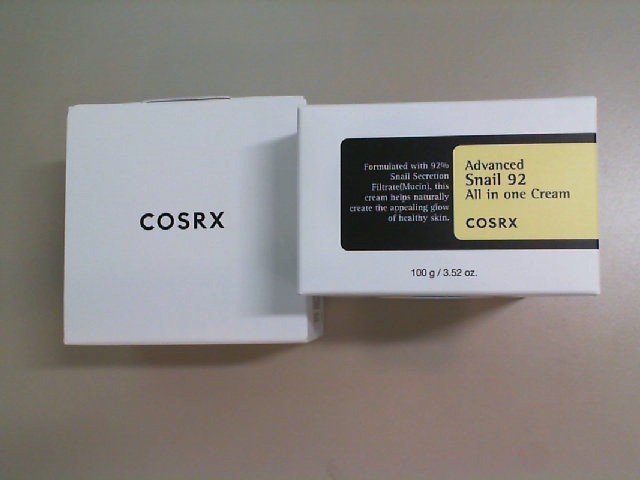 COSRX
Formulated with 92%
Snail Secretion
Filtrate(Mucin), this
cream helps naturally
create the appealing glow
of healthy skin.
Advanced
Snail 92
All in one Cream
COSRX
100 g / 3.52 oz.